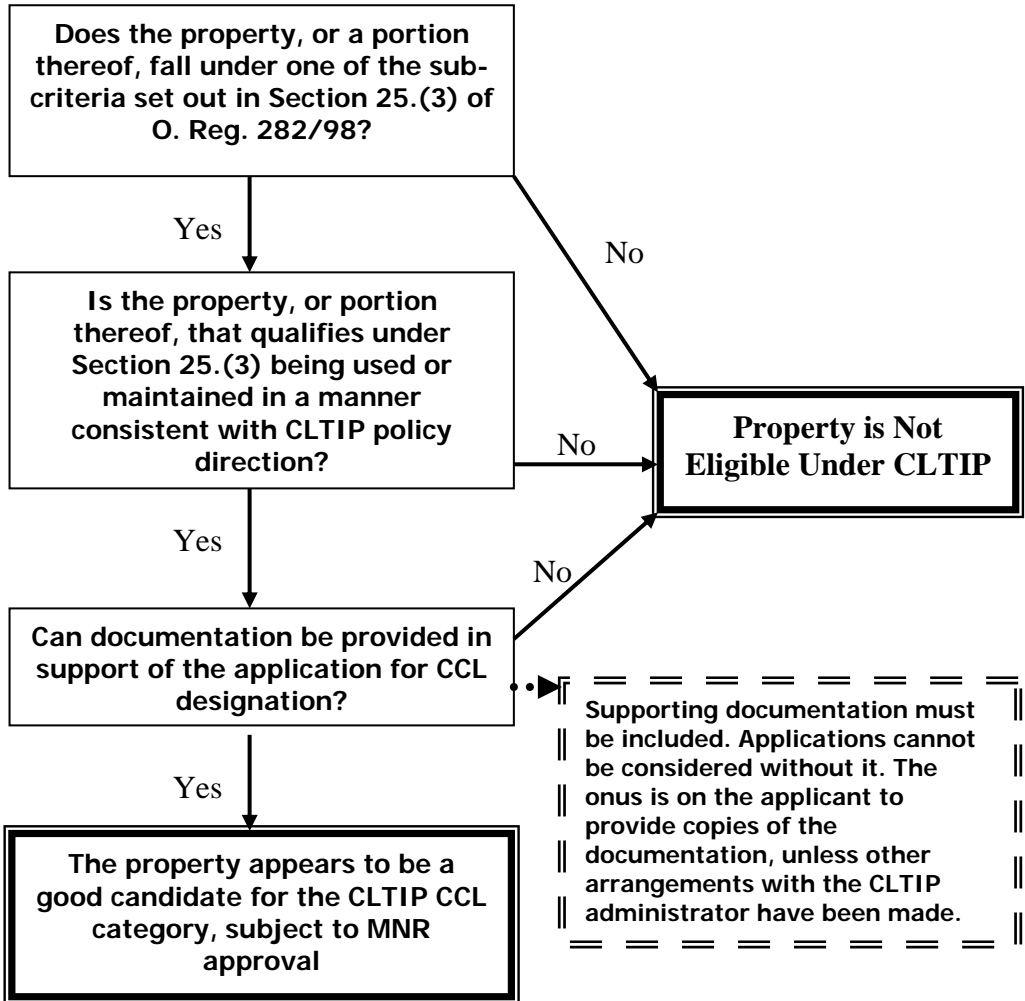 Does the property, or a portion
thereof, fall under one of the sub-
criteria set out in Section 25.(3) of
O. Reg. 282/98?
Yes
No
Is the property, or portion
thereof, that qualifies under
Section 25.(3) being used or
maintained in a manner
consistent with CLTIP policy
direction?
No
Property is Not
Eligible Under CLTIP
Yes
No
Can documentation be provided in
support of the application for CCL
designation?
Supporting documentation must
be included. Applications cannot
be considered without it. The
onus is on the applicant to
provide copies of the
documentation, unless other
arrangements with the CLTIP
administrator have been made.
Yes
The property appears to be a
good candidate for the CLTIP CCL
category, subject to MNR
approval